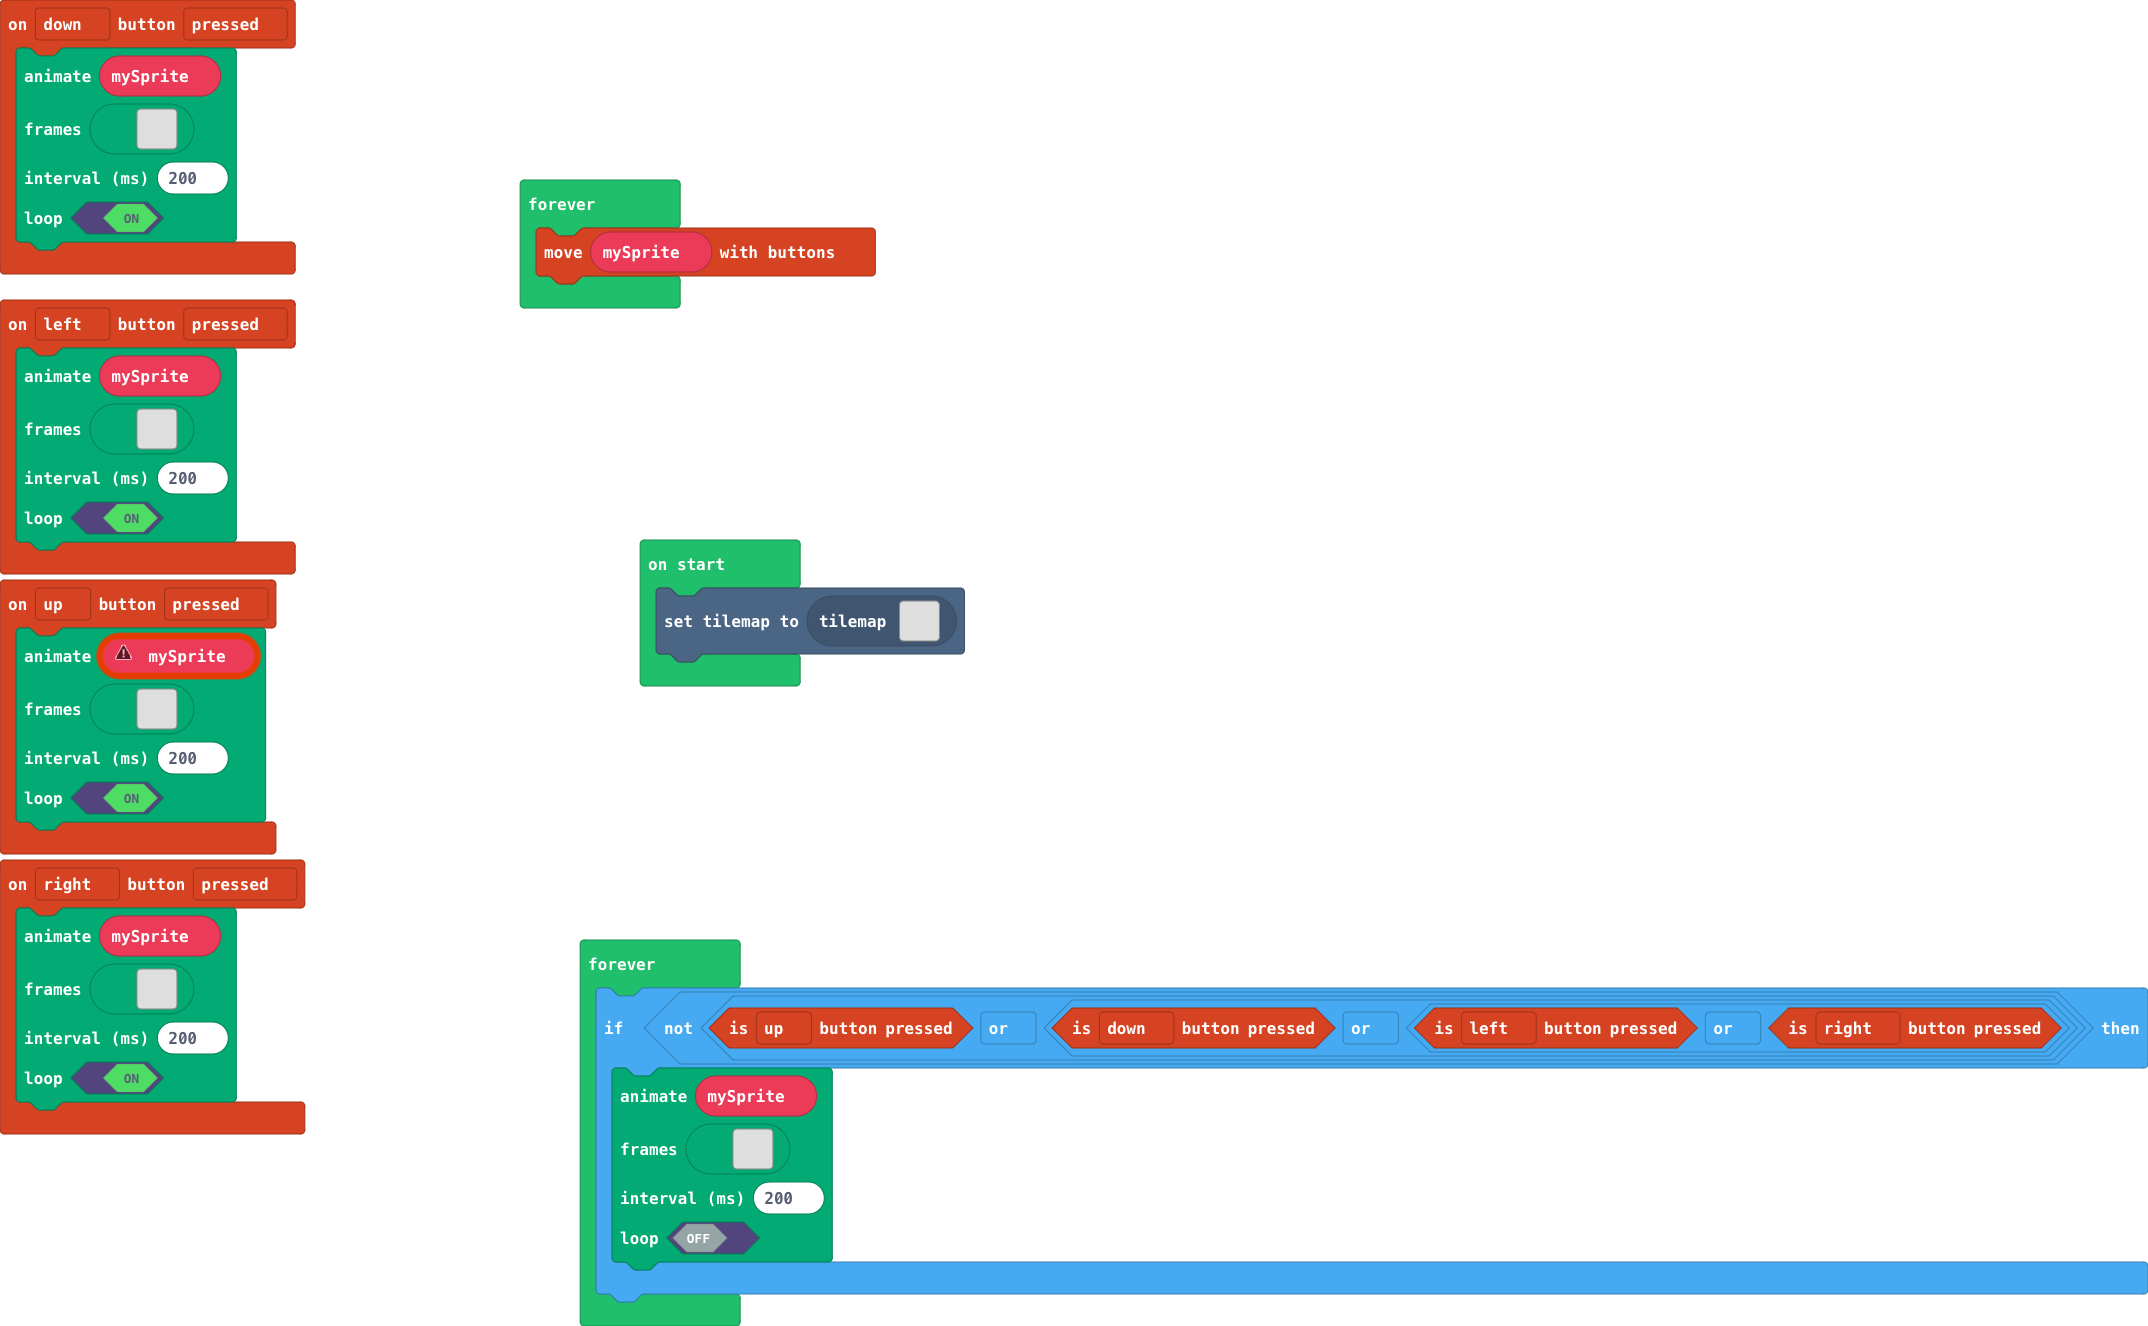 on down button pressed
animate mySprite
frames
interval (ms) 200
loop ON
forever
move mySprite with buttons
on left button pressed
animate mySprite
frames
interval (ms) 200
loop ON
on start
set tilemap to tilemap
on up button pressed
animate mySprite
frames
interval (ms) 200
loop ON
on right button pressed
animate mySprite
frames
interval (ms) 200
loop ON
forever
if not is up button pressed or is down button pressed or is left button pressed or is right button pressed then
animate mySprite
frames
interval (ms) 200
loop OFF